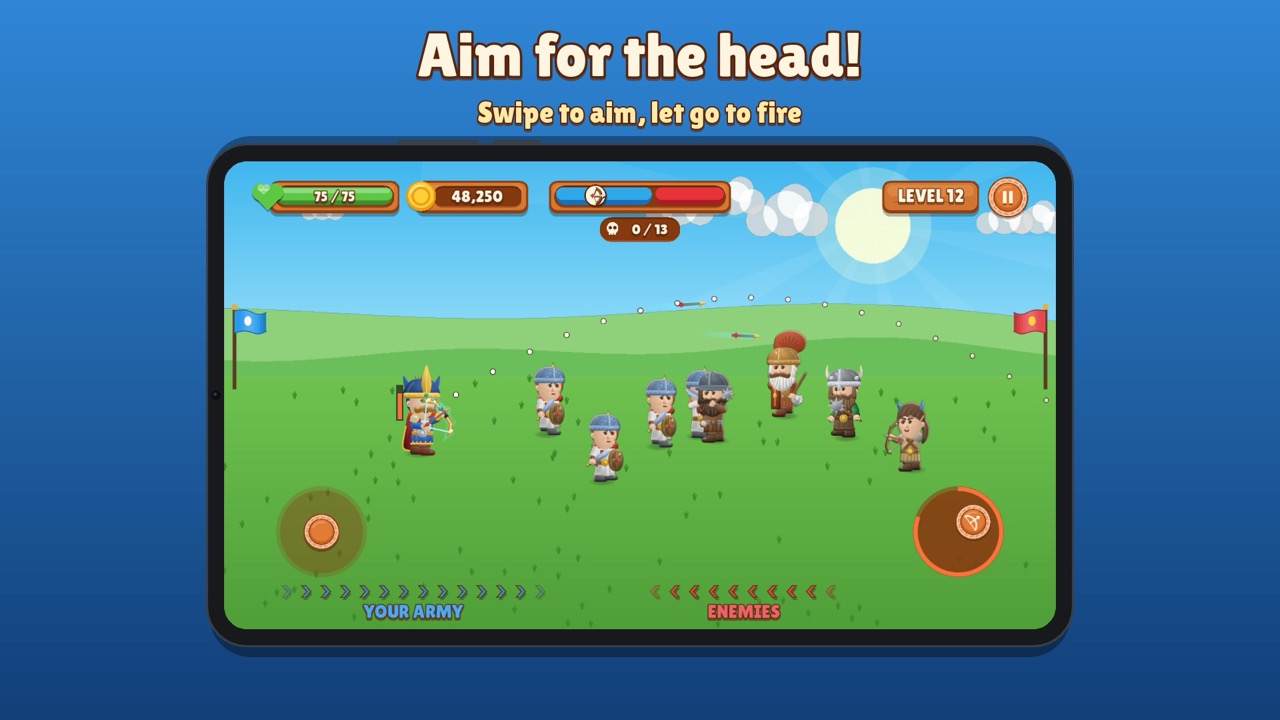 Aim for the head!
Swipe to aim, let go to fire
75 / 75
48,250
LEVEL 12
0 / 13
YOUR ARMY
ENEMIES